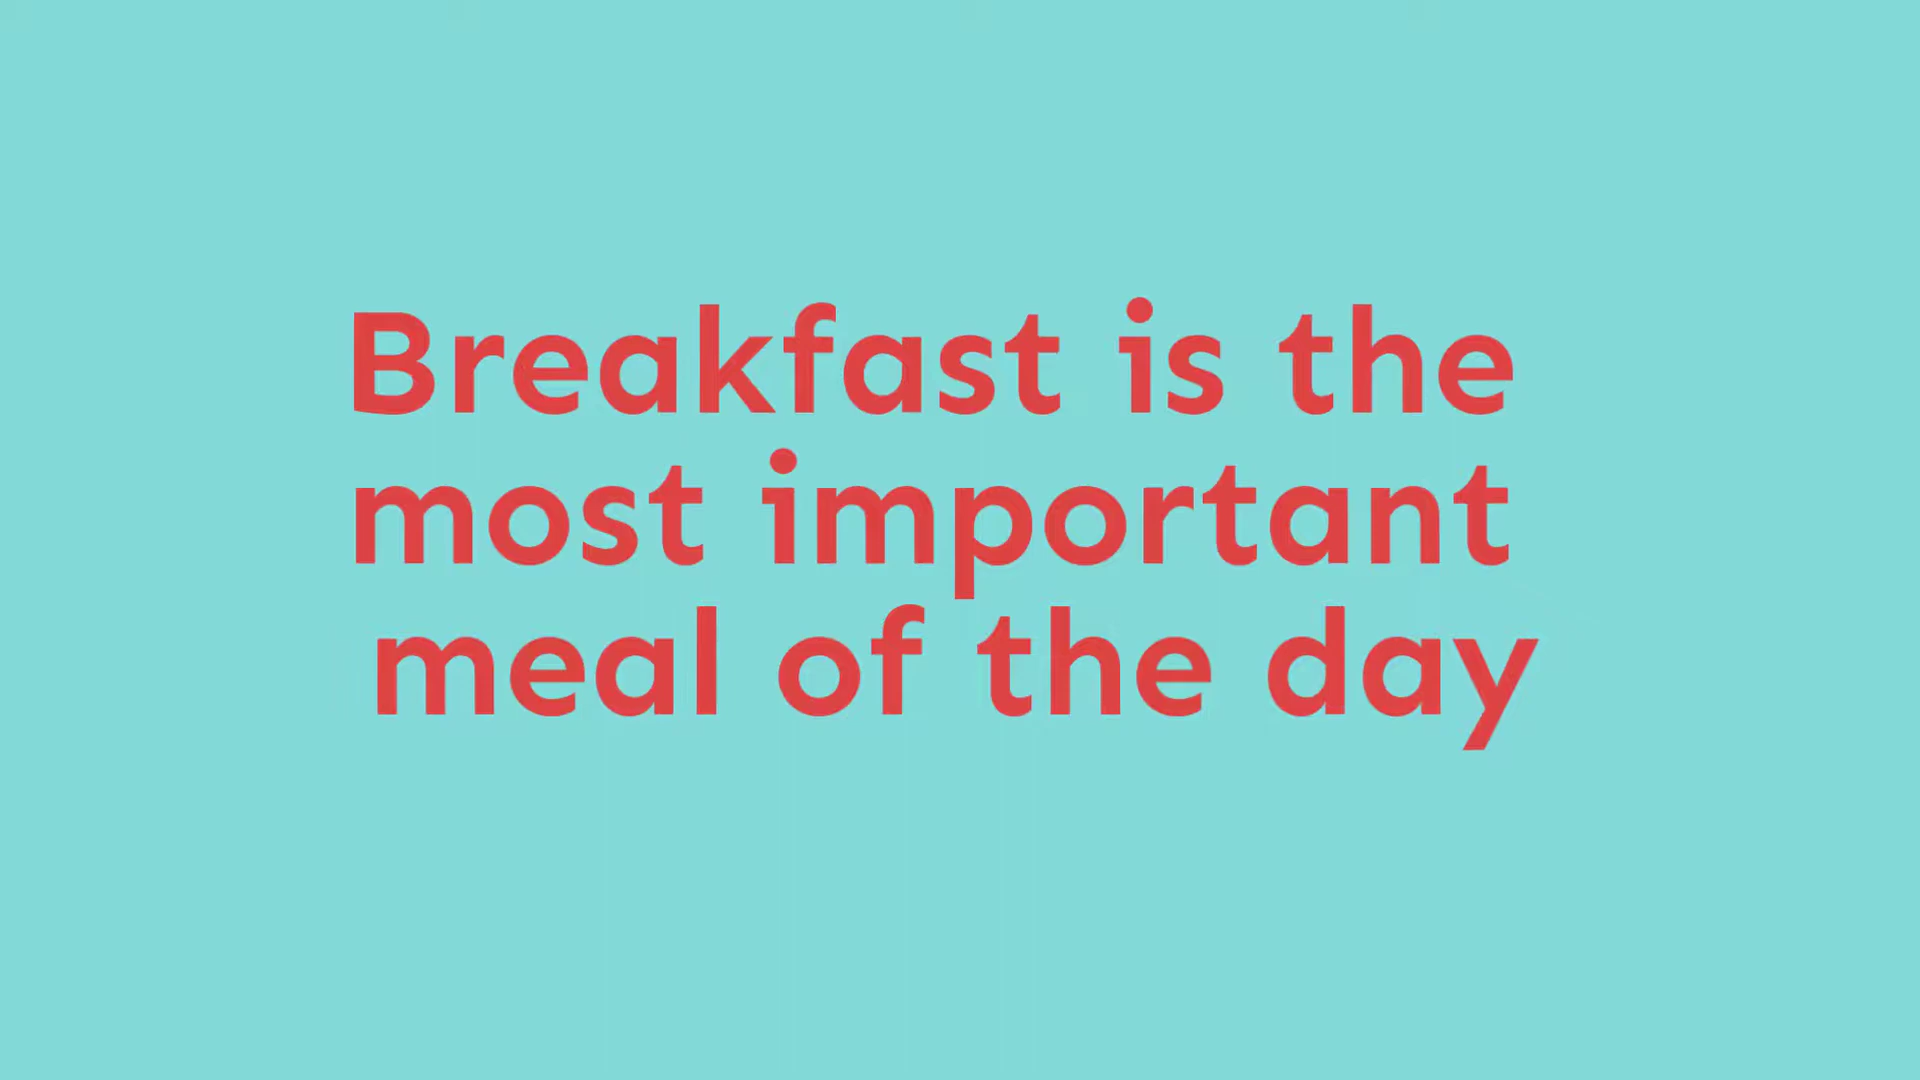 Breakfast is the
most important
meal of the day